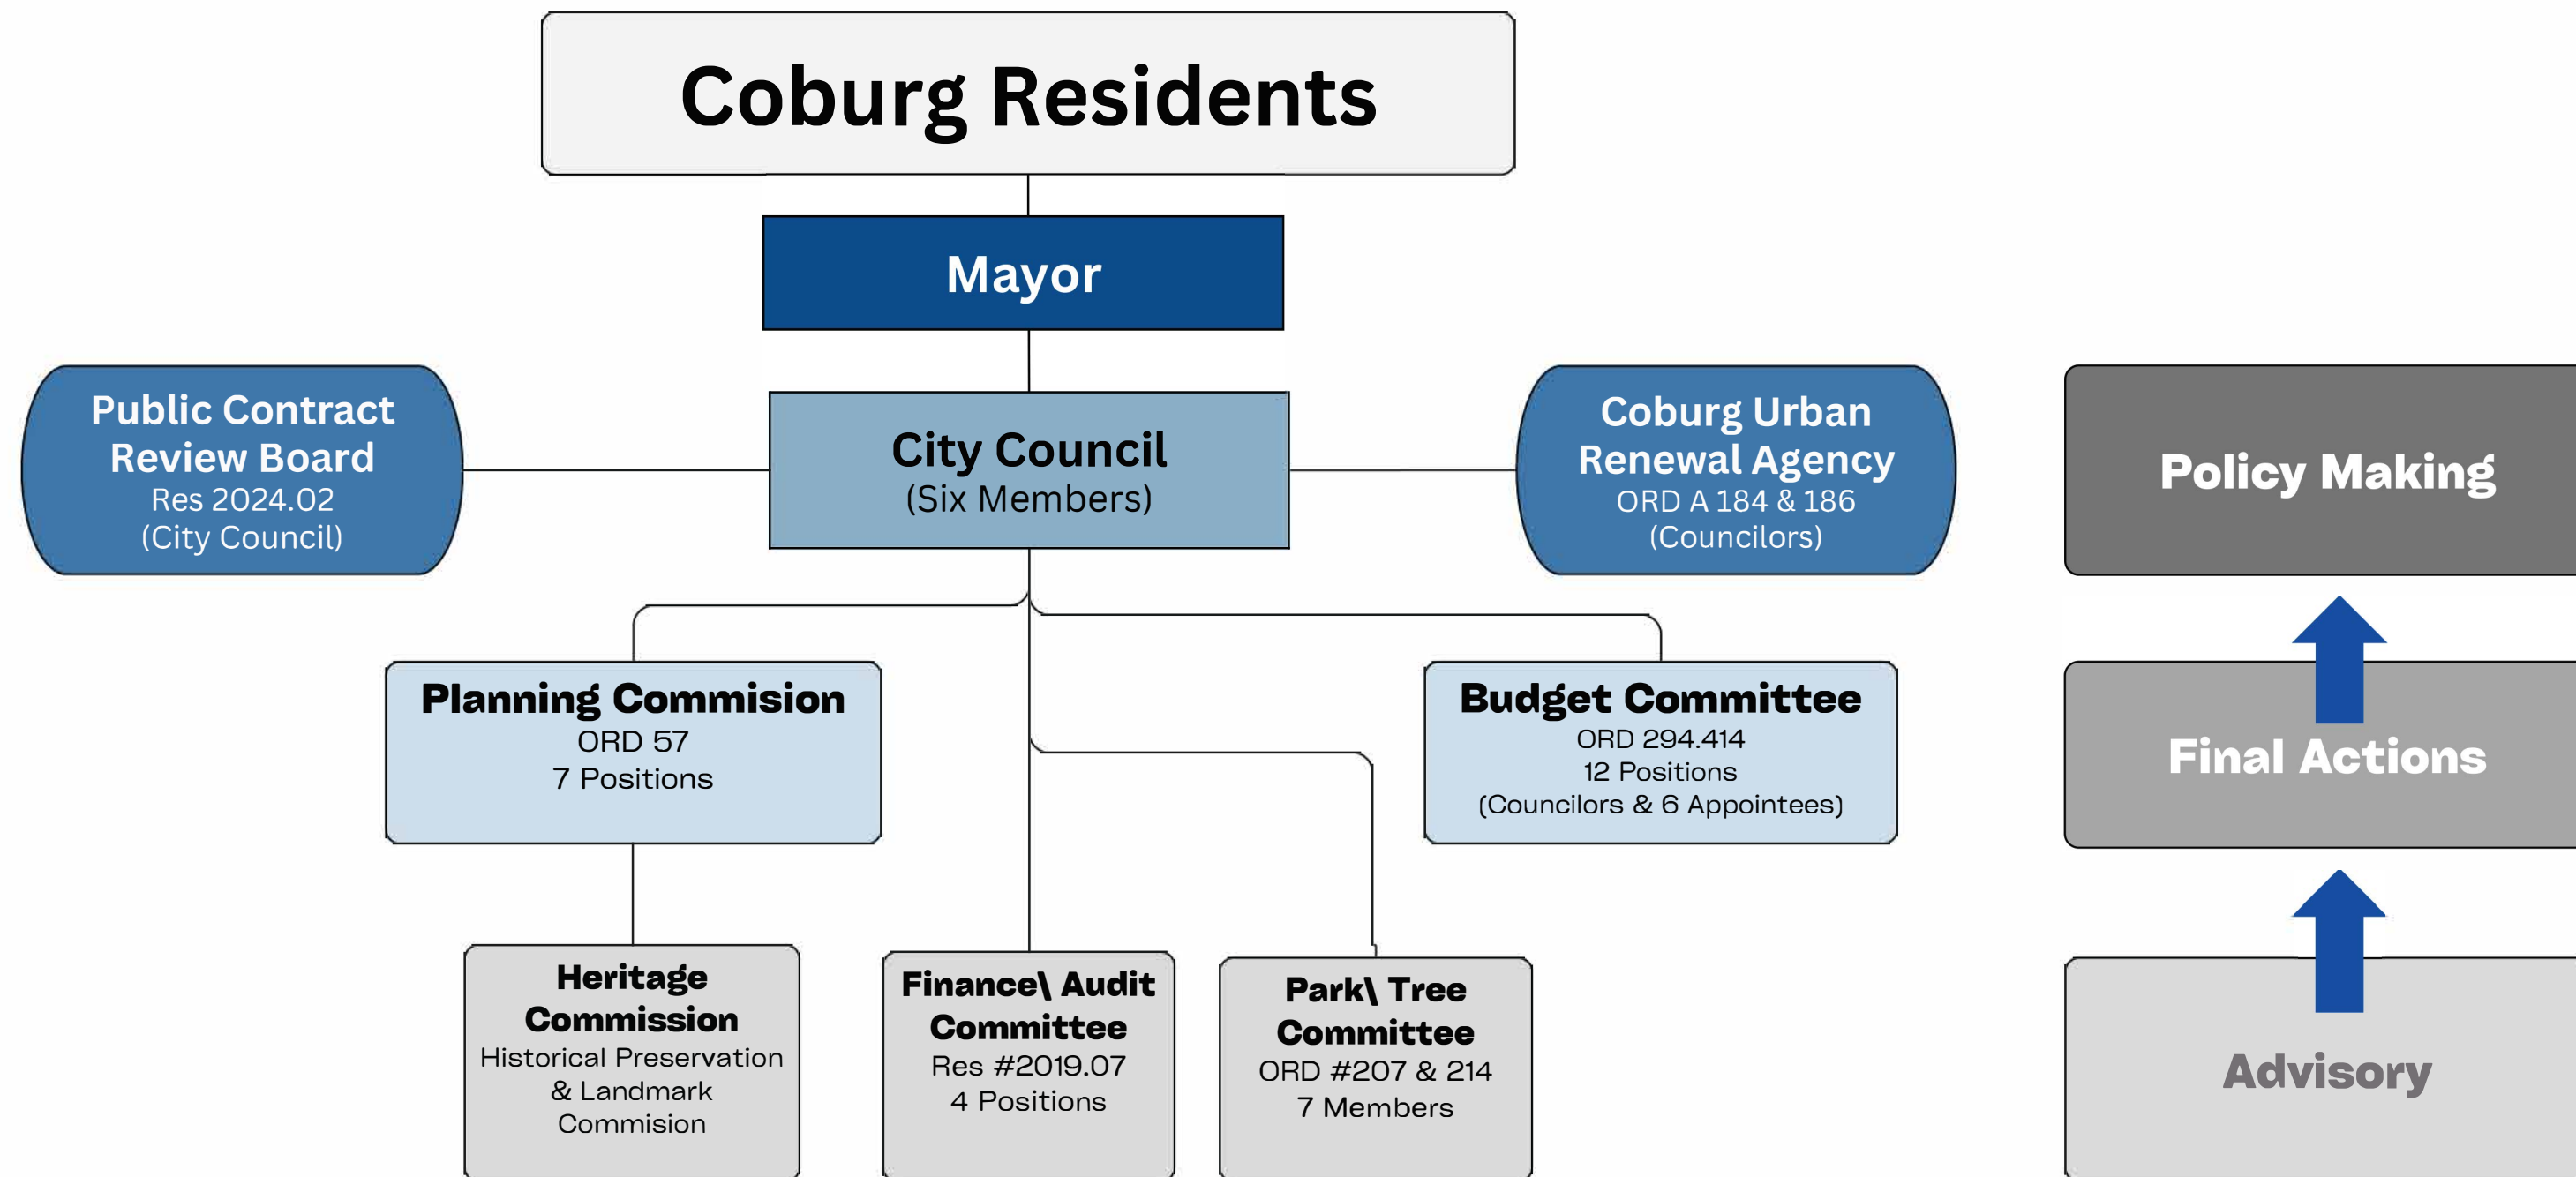 Coburg Residents
Mayor
Public Contract
Review Board
Res 2024.02
(City Council)
City Council
(Six Members)
Coburg Urban
Renewal Agency
ORD A 184 & 186
(Councilors)
Policy Making
Planning Commision
ORD 57
7 Positions
Budget Committee
ORD 294.414
12 Positions
(Councilors & 6 Appointees)
Final Actions
Heritage
Commission
Historical Preservation
& Landmark
Commision
Finance\ Audit
Committee
Res #2019.07
4 Positions
Park\ Tree
Committee
ORD #207 & 214
7 Members
Advisory